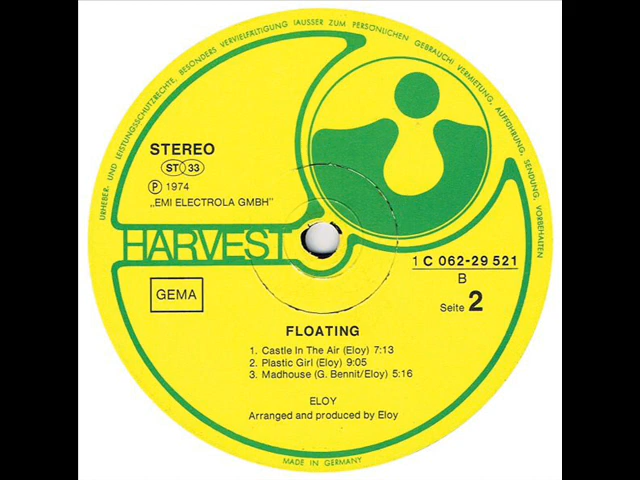 URHEBER- UND LEISTUNGSSCHUTZRECHTE, BESONDERS VERVIELFÄLTIGUNG (AUSSER ZUM PERSÖNLICHEN GEBRAUCH) VERMIETUNG, AUFFÜHRUNG, SENDUNG, VORBEHALTEN
STEREO
ST 33
Ⓟ 1974
„EMI ELECTROLA GMBH"
HARVEST
1 C 062-29 521
B
GEMA
Seite 2
FLOATING
1. Castle In The Air (Eloy) 7:13
2. Plastic Girl (Eloy) 9:05
3. Madhouse (G. Bennit/Eloy) 5:16
ELOY
Arranged and produced by Eloy
MADE IN GERMANY